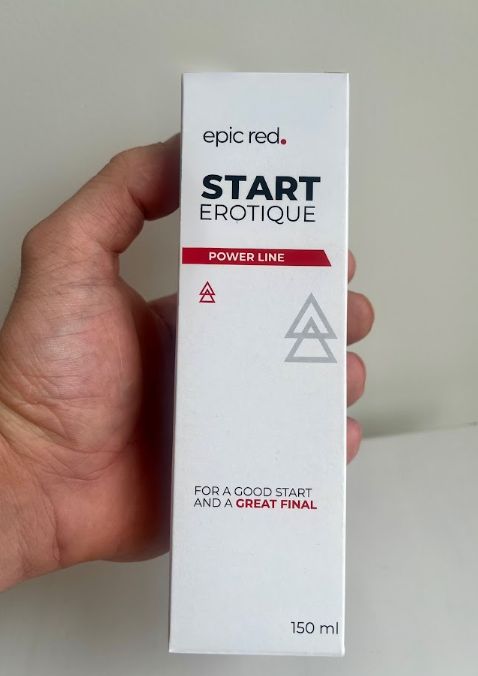 epic red.
START
EROTIQUE
POWER LINE
FOR A GOOD START
AND A GREAT FINAL
150 ml